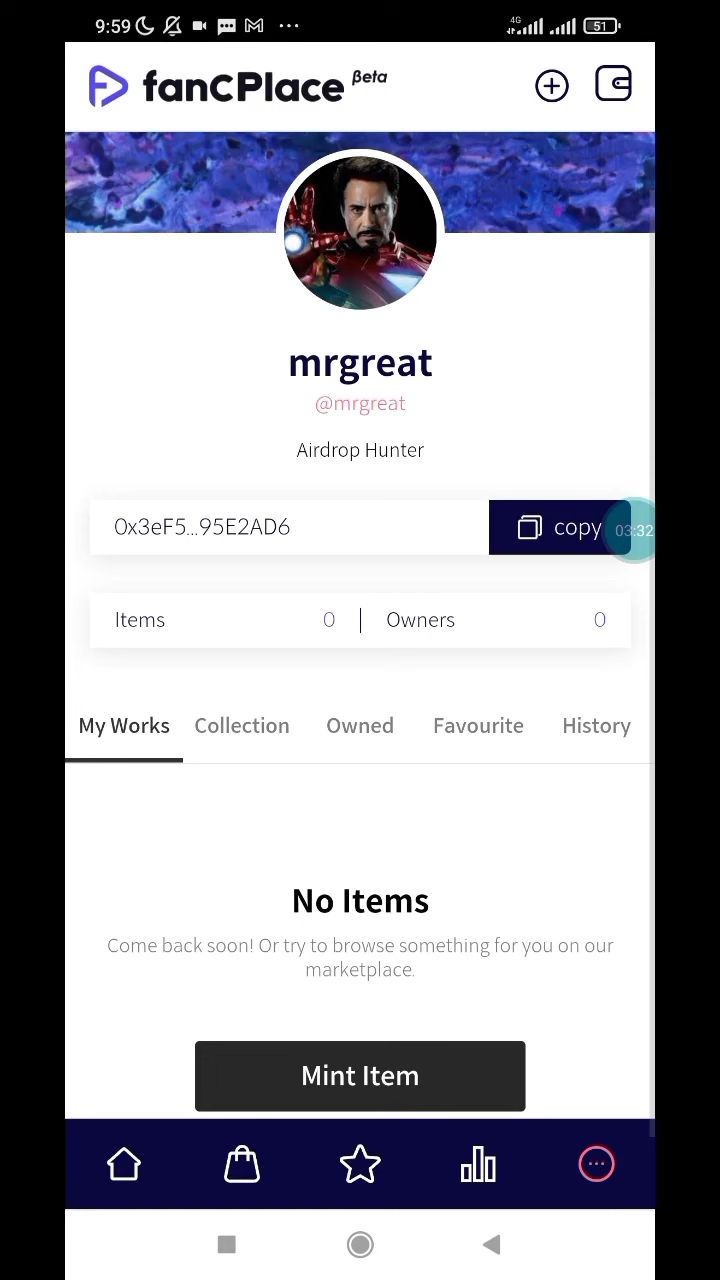 9:59 4G 51
fanCPlace βeta
mrgreat
@mrgreat
Airdrop Hunter
0x3eF5...95E2AD6 copy 03:32
Items 0 | Owners 0
My Works Collection Owned Favourite History
No Items
Come back soon! Or try to browse something for you on our
marketplace.
Mint Item